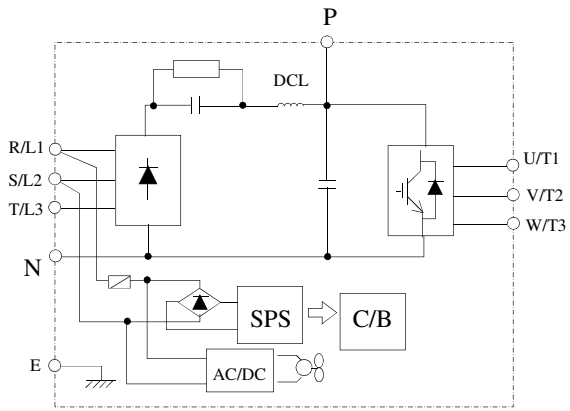 P
DCL
R/L1
S/L2
T/L3
U/T1
V/T2
W/T3
N
SPS
C/B
E
AC/DC